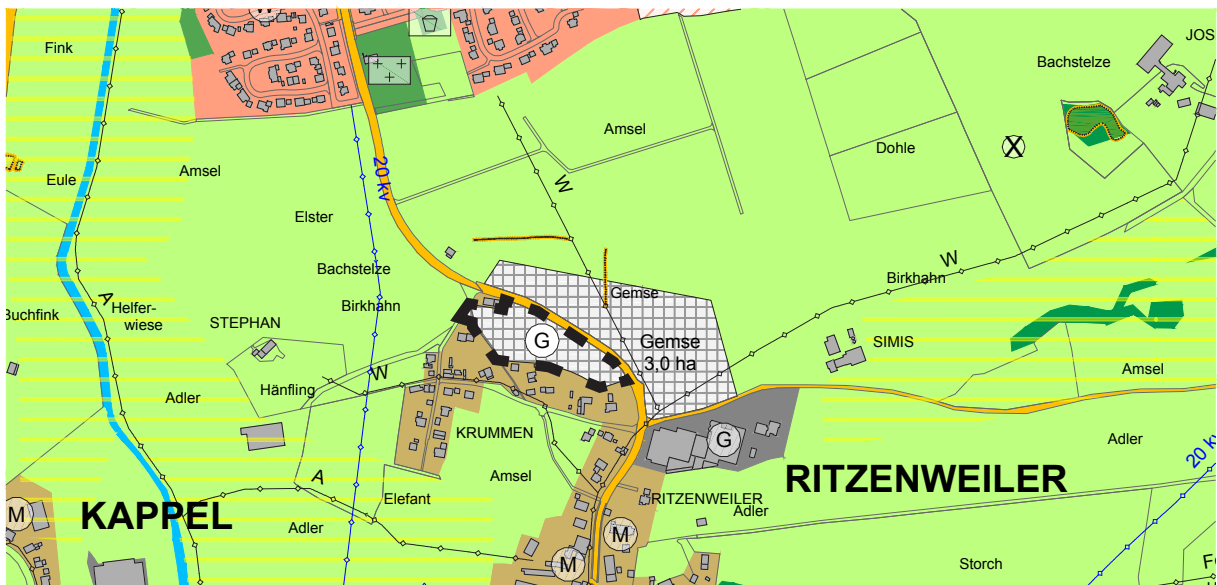 W
Fink
JOS
Bachstelze
Amsel
Dohle
X
20 kv
Eule
Amsel
W
Elster
Bachstelze
Birkhahn
W
Birkhahn
A
Helfer-
wiese
Buchfink
STEPHAN
Gemse
G
Gemse
3,0 ha
SIMIS
Amsel
W
Hänfling
Adler
KRUMMEN
G
Adler
20 kv
Amsel
A
Elefant
RITZENWEILER
RITZENWEILER
Adler
M
KAPPEL
Adler
M
M
Storch